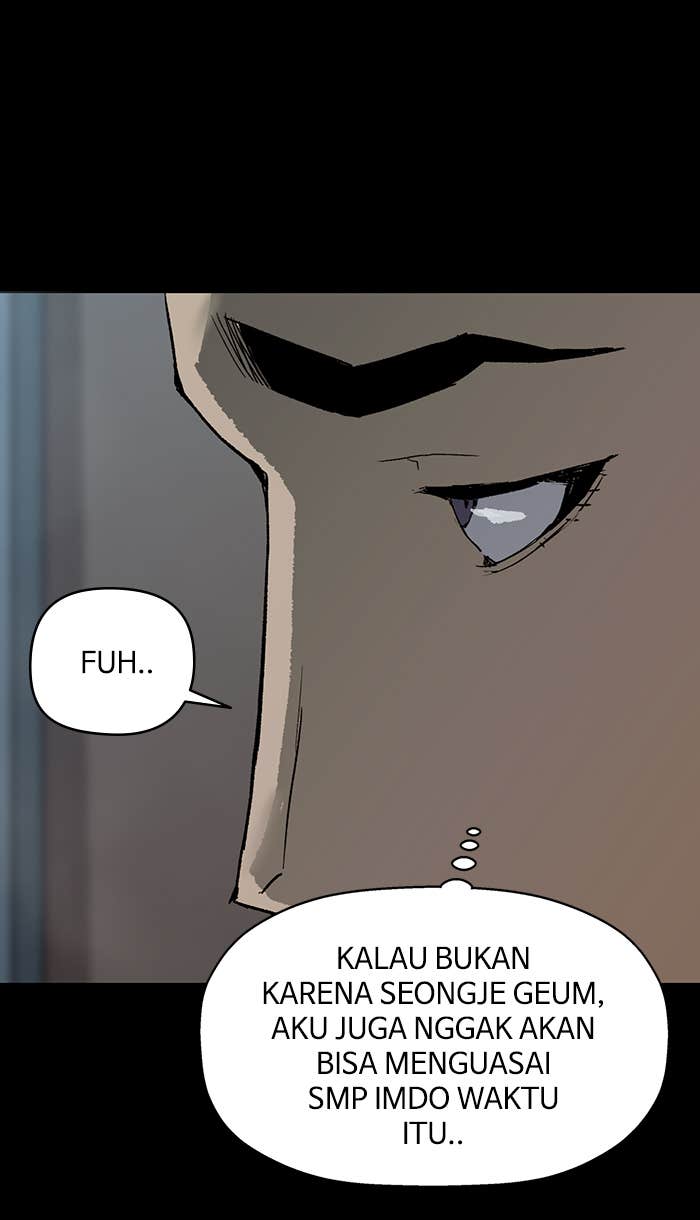 FUH..
KALAU BUKAN
KARENA SEONGJE GEUM,
AKU JUGA NGGAK AKAN
BISA MENGUASAI
SMP IMDO WAKTU
ITU..